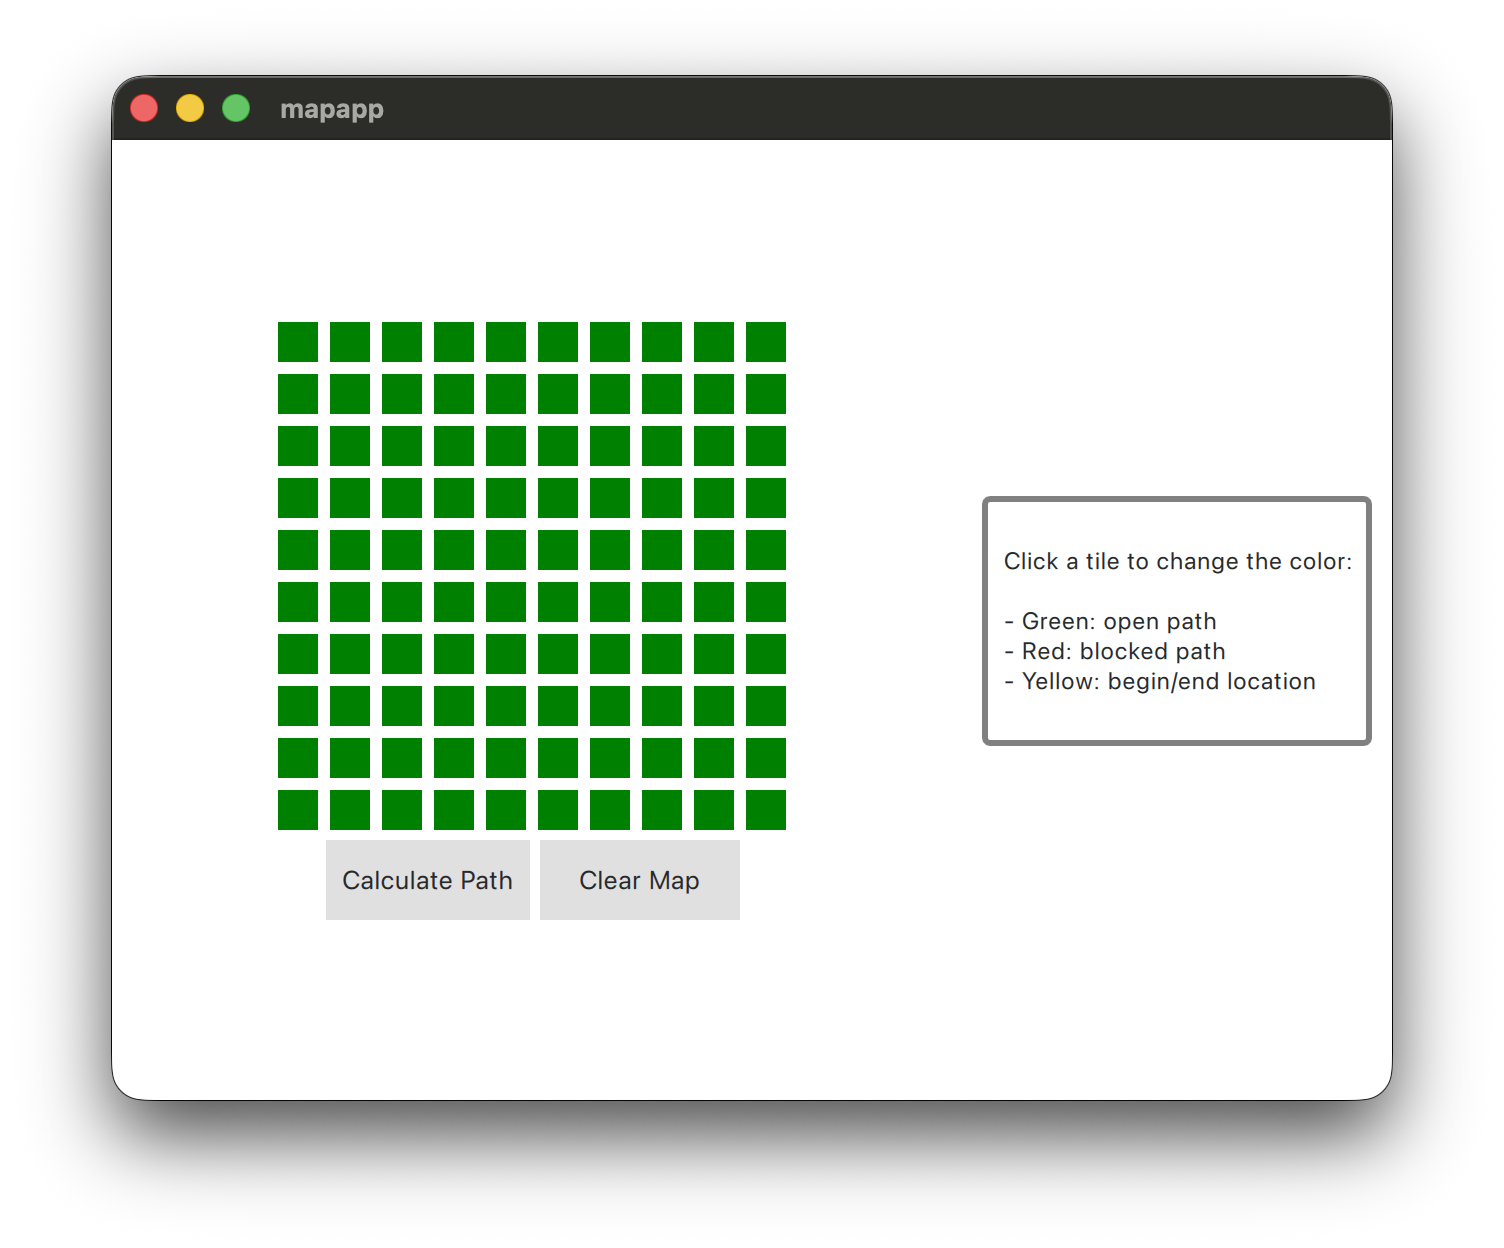 mapapp
Click a tile to change the color:
- Green: open path
- Red: blocked path
- Yellow: begin/end location
Calculate Path
Clear Map